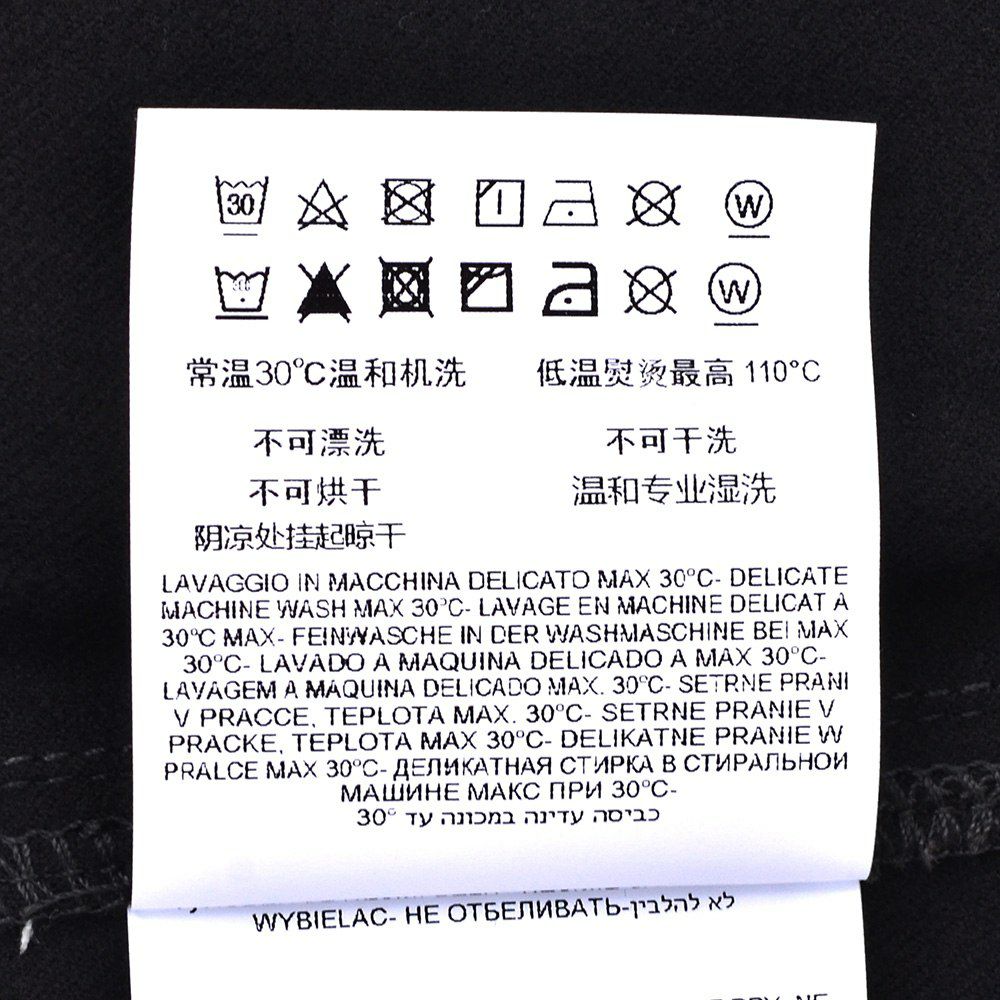 30
W
W
常温30°C温和机洗 低温熨烫最高 110°C
不可漂洗 不可干洗
不可烘干 温和专业湿洗
阴凉处挂起晾干
LAVAGGIO IN MACCHINA DELICATO MAX 30°C- DELICATE
MACHINE WASH MAX 30°C- LAVAGE EN MACHINE DELICAT A
30°C MAX- FEINWASCHE IN DER WASHMASCHINE BEI MAX
30°C- LAVADO A MAQUINA DELICADO A MAX 30°C-
LAVAGEM A MAQUINA DELICADO MAX. 30°C- SETRNE PRANI
V PRACCE, TEPLOTA MAX. 30°C- SETRNE PRANIE V
PRACKE, TEPLOTA MAX 30°C- DELIKATNE PRANIE W
PRALCE MAX 30°C- ДЕЛИКАТНАЯ СТИРКА В СТИРАЛЬНОЙ
МАШИНЕ МАКС ПРИ 30°C-
כביסה עדינה במכונה עד 30°
WYBIELAC- НЕ ОТБЕЛИВАТЬ-לא להלבין